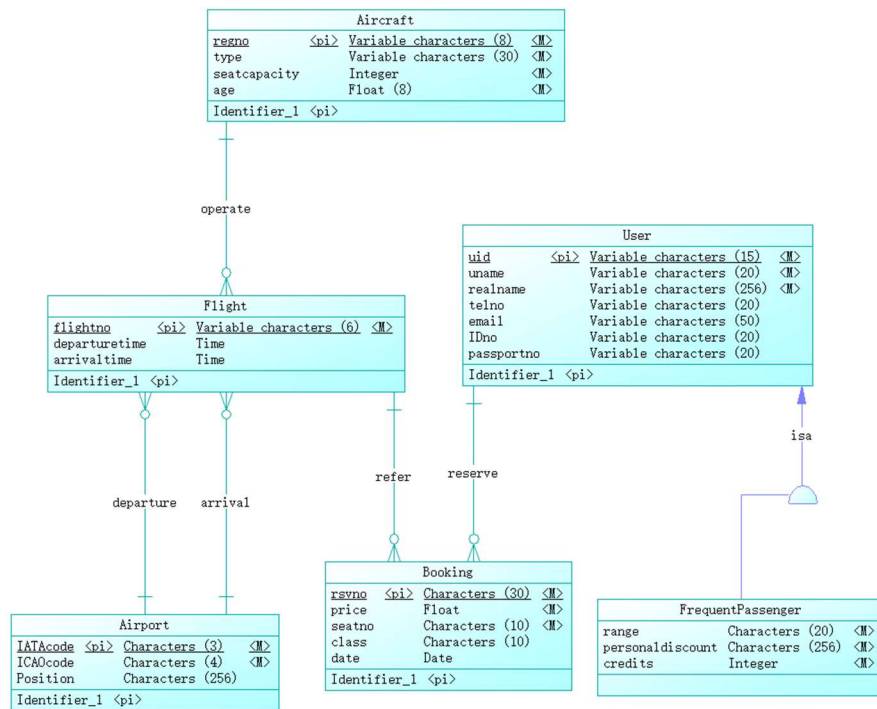 Aircraft
regno <pi> Variable characters (8) <M>
type Variable characters (30) <M>
seatcapacity Integer <M>
age Float (8) <M>
Identifier_1 <pi>
operate
User
uid <pi> Variable characters (15) <M>
uname Variable characters (20) <M>
realname Variable characters (256) <M>
telno Variable characters (20)
email Variable characters (50)
IDno Variable characters (20)
passportno Variable characters (20)
Identifier_1 <pi>
Flight
flightno <pi> Variable characters (6) <M>
departuretime Time
arrivaltime Time
Identifier_1 <pi>
isa
refer
reserve
departure
arrival
Booking
rsvno <pi> Characters (30) <M>
price Float <M>
seatno Characters (10) <M>
class Characters (10)
date Date
Identifier_1 <pi>
FrequentPassenger
range Characters (20) <M>
personaldiscount Characters (256) <M>
credits Integer <M>
Airport
IATAcode <pi> Characters (3) <M>
ICAOcode Characters (4) <M>
Position Characters (256)
Identifier_1 <pi>